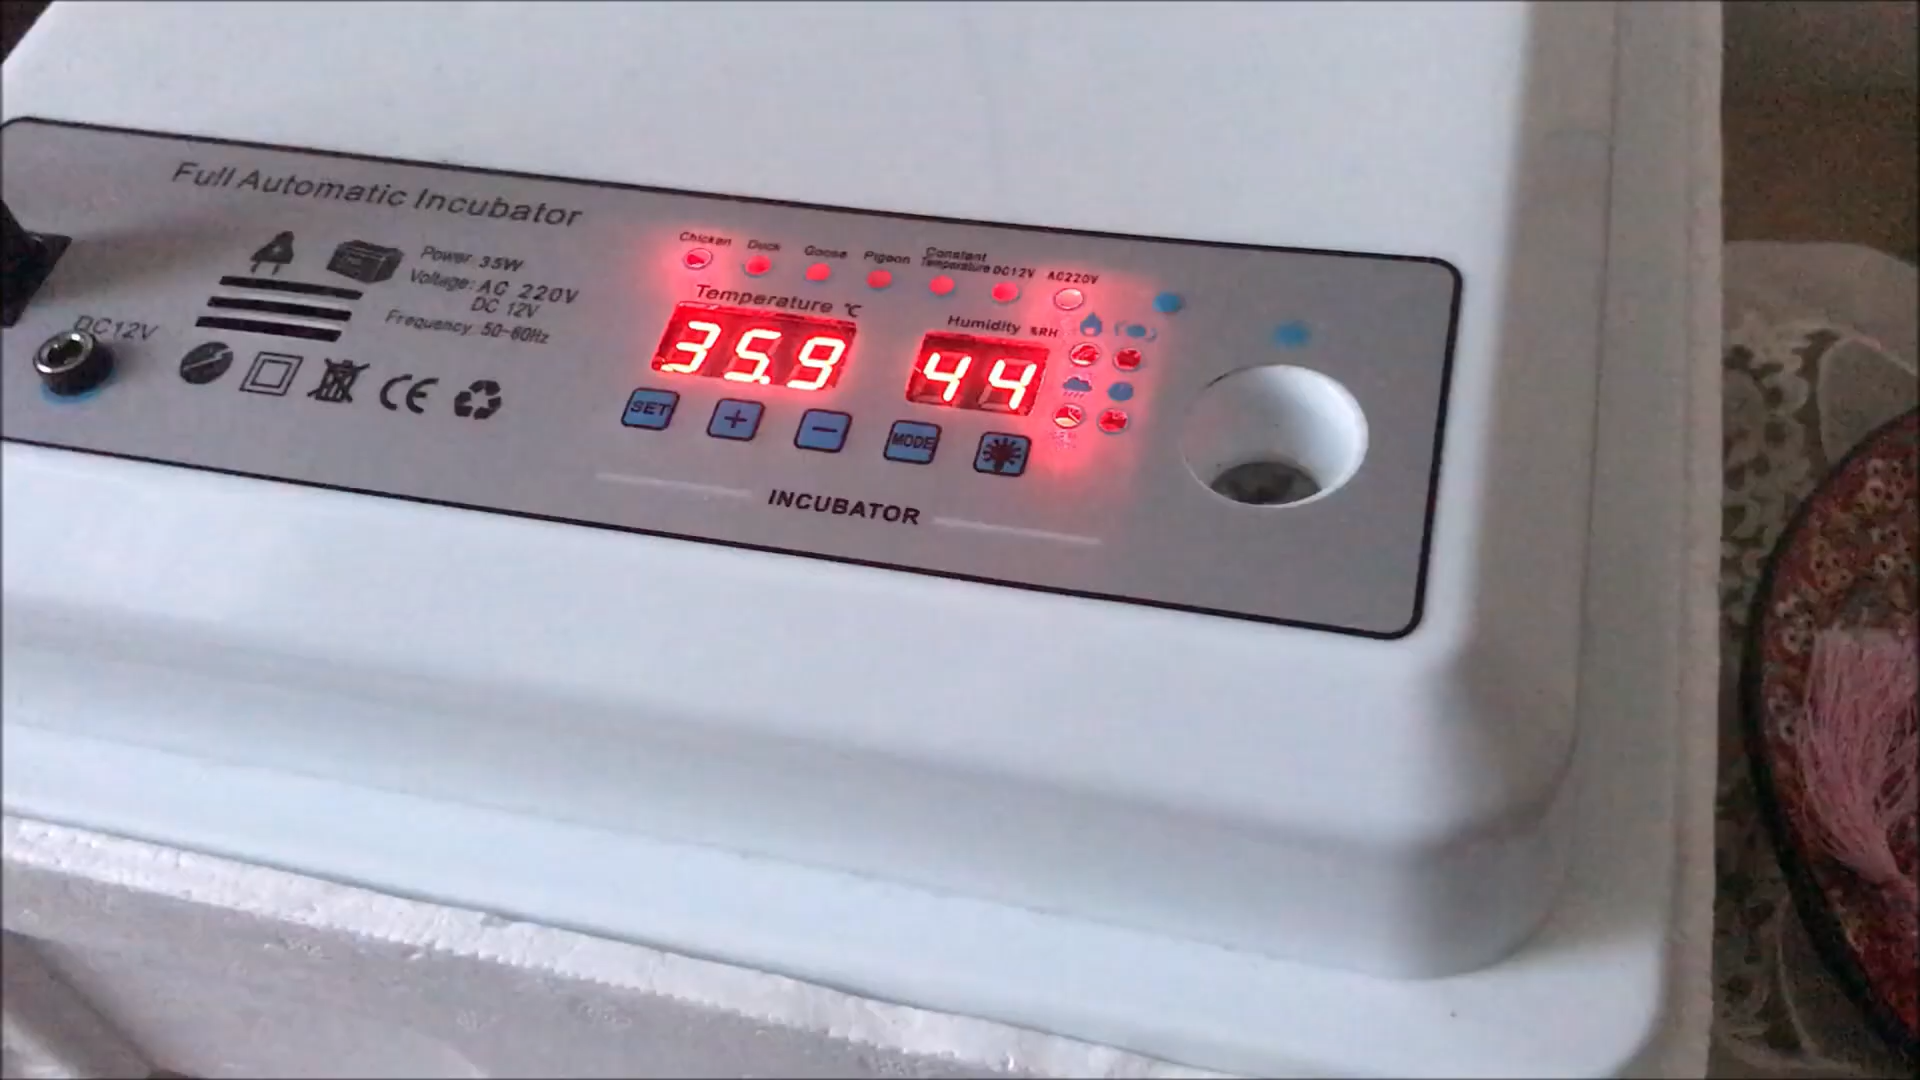 Full Automatic Incubator
Power 35W
Voltage: AC 220V
DC 12V
Frequency: 50~60Hz
DC12V
CE
Chicken Duck Goose Pigeon Constant Temperature DC12V AC220V
Temperature ℃
35.9
Humidity %RH
44
SET + − MODE
INCUBATOR